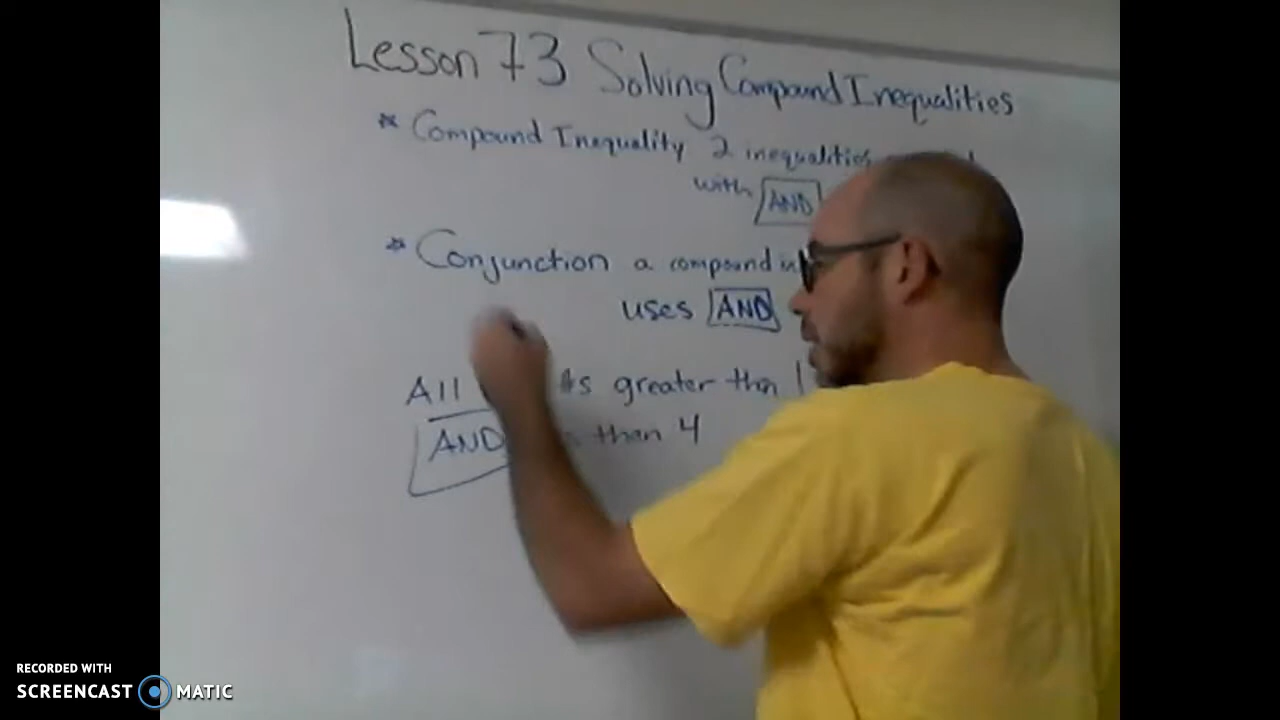 Lesson 73 Solving Compound Inequalities
* Compound Inequality 2 inequalities
with AND
* Conjunction a compound
uses AND
All #s greater than 1
AND than 4
RECORDED WITH
SCREENCAST MATIC